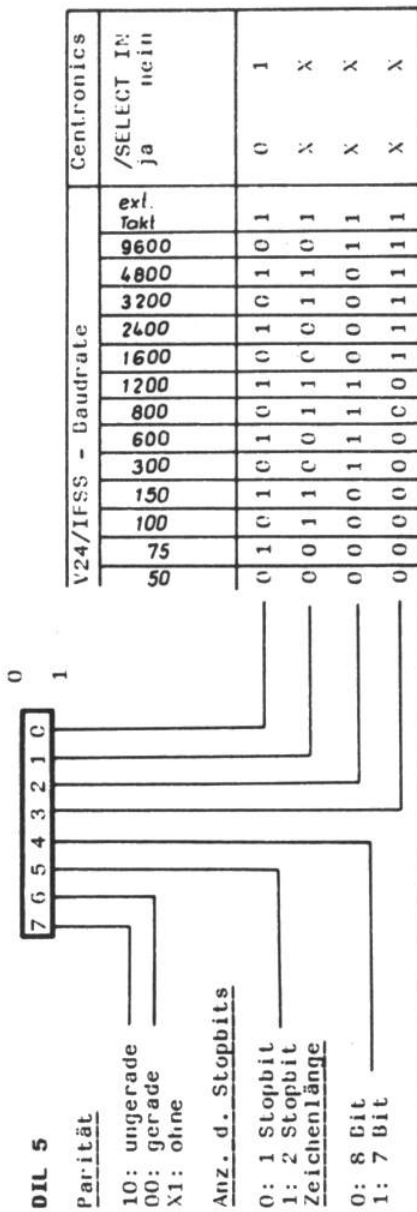 DIL 5
7 6 5 4 3 2 1 0
0
1
Parität
10: ungerade
00: gerade
X1: ohne
Anz. d. Stopbits
0: 1 Stopbit
1: 2 Stopbit
Zeichenlänge
0: 8 Bit
1: 7 Bit
V24/IFSS - Baudrate Centronics
50 75 100 150 300 600 800 1200 1600 2400 3200 4800 9600 ext. Takt /SELECT IN ja nein
0 1 0 1 0 1 0 1 0 1 0 1 0 1 0 1
0 0 1 1 0 0 1 1 0 0 1 1 0 1 X X
0 0 0 0 1 1 1 1 0 0 0 0 1 1 X X
0 0 0 0 0 0 0 0 1 1 1 1 1 1 X X